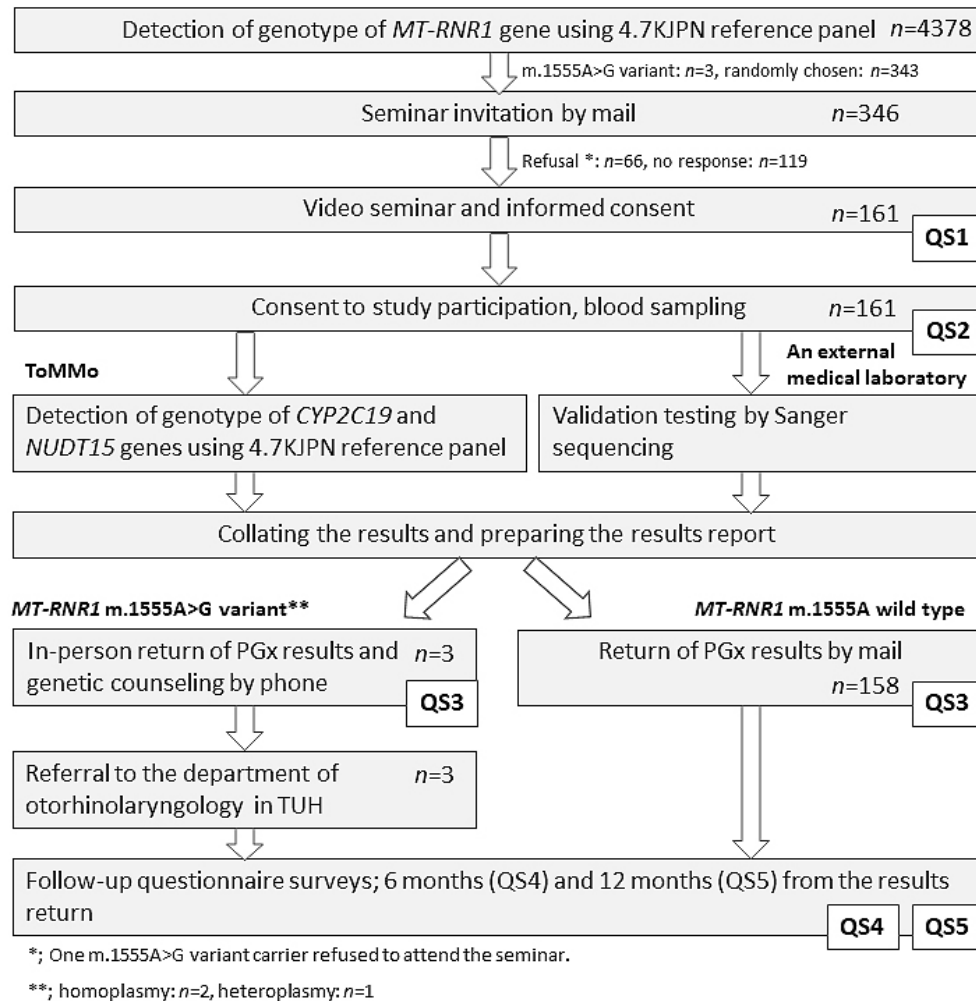 Detection of genotype of MT-RNR1 gene using 4.7KJPN reference panel n=4378
m.1555A>G variant: n=3, randomly chosen: n=343
Seminar invitation by mail n=346
Refusal *: n=66, no response: n=119
Video seminar and informed consent n=161
QS1
Consent to study participation, blood sampling n=161
QS2
ToMMo
An external
medical laboratory
Detection of genotype of CYP2C19 and
NUDT15 genes using 4.7KJPN reference panel
Validation testing by Sanger
sequencing
Collating the results and preparing the results report
MT-RNR1 m.1555A>G variant**
MT-RNR1 m.1555A wild type
In-person return of PGx results and n=3
genetic counseling by phone
QS3
Return of PGx results by mail
n=158
QS3
Referral to the department of n=3
otorhinolaryngology in TUH
Follow-up questionnaire surveys; 6 months (QS4) and 12 months (QS5) from the results
return
QS4 QS5
*; One m.1555A>G variant carrier refused to attend the seminar.
**; homoplasmy: n=2, heteroplasmy: n=1